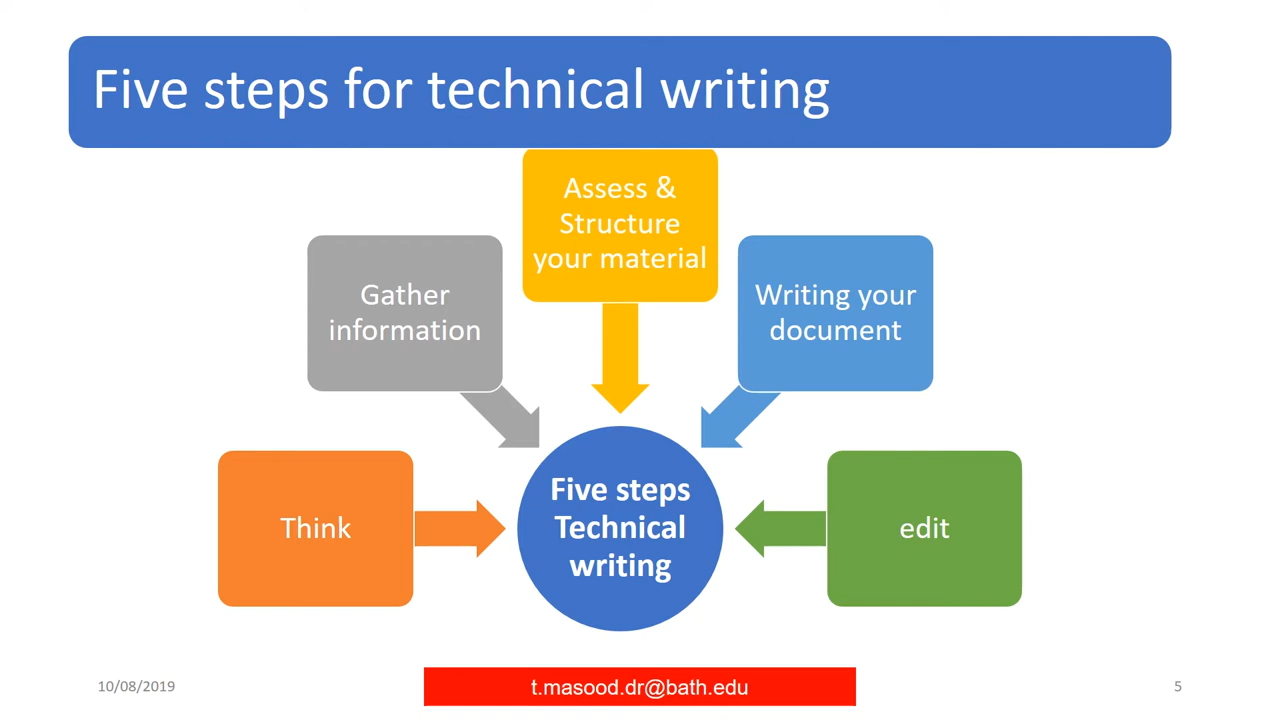 Five steps for technical writing
Assess &
Structure
your material
Gather
information
Writing your
document
Think
Five steps
Technical
writing
edit
10/08/2019
t.masood.dr@bath.edu
5